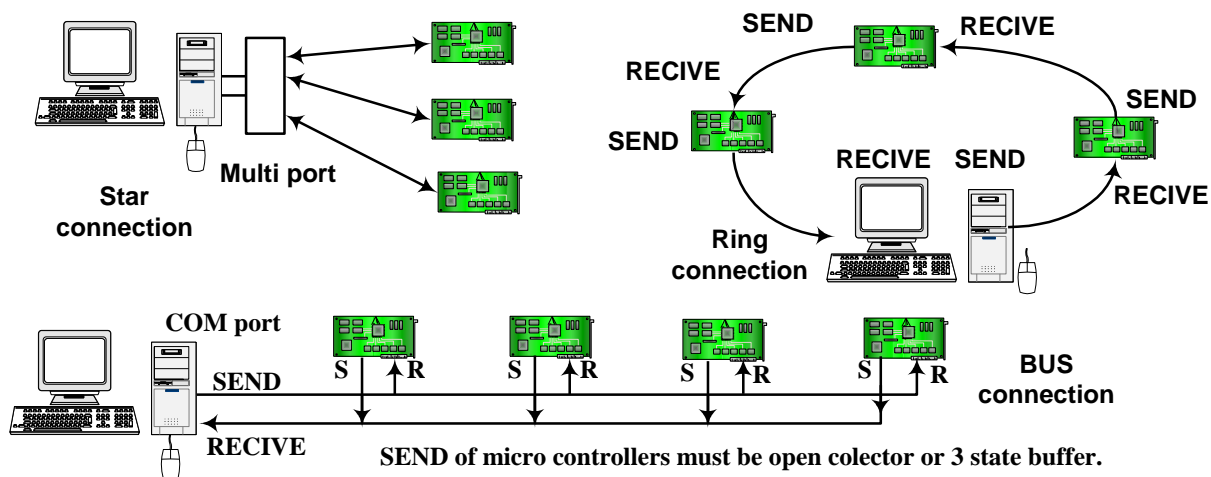 SEND
RECIVE
RECIVE
SEND
SEND
Multi port
RECIVE
SEND
RECIVE
Star
connection
Ring
connection
COM port
BUS
connection
S
R
S
R
S
R
S
R
SEND
RECIVE
SEND of micro controllers must be open colector or 3 state buffer.